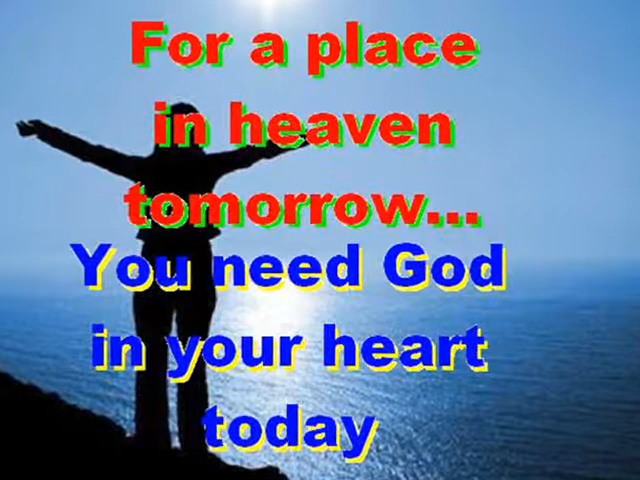 For a place
in heaven
tomorrow...
You need God
in your heart
today